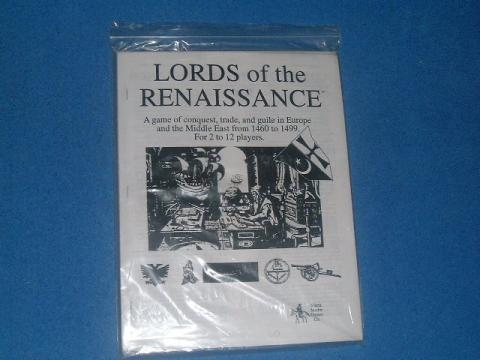 LORDS of the
RENAISSANCE™
A game of conquest, trade, and guile in Europe
and the Middle East from 1460 to 1499.
For 2 to 12 players.